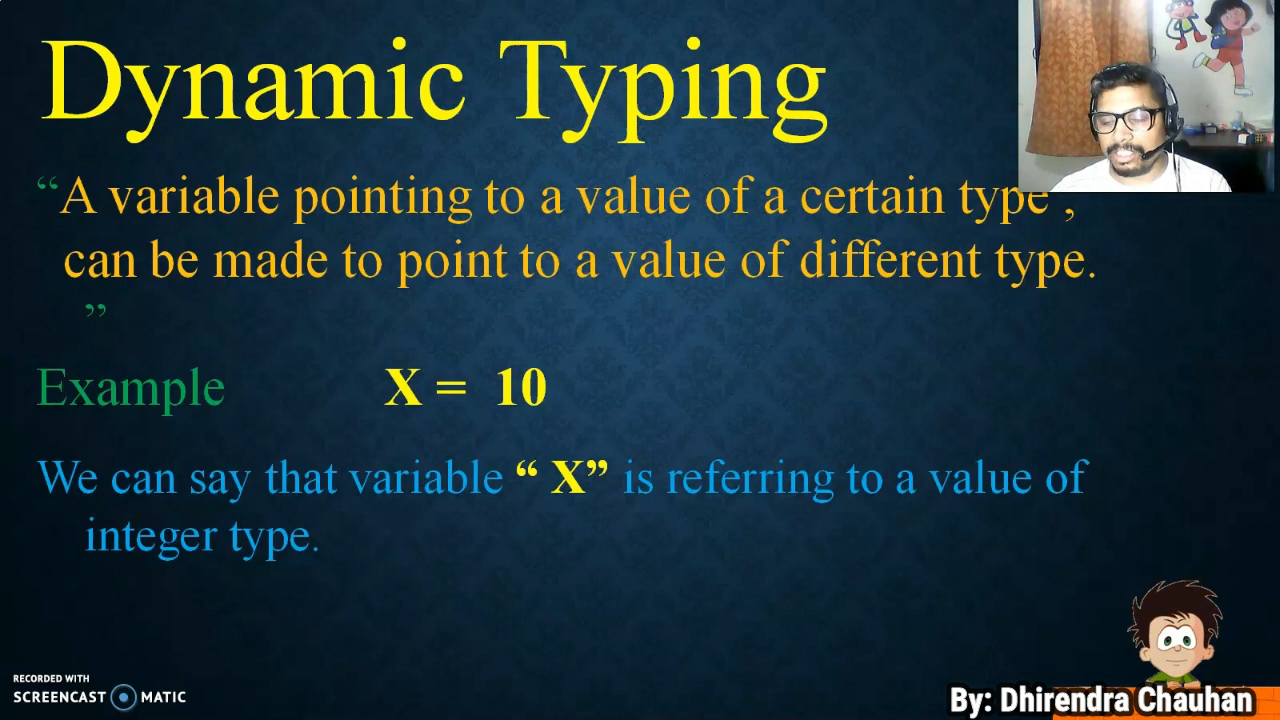 Dynamic Typing
“A variable pointing to a value of a certain type ,
can be made to point to a value of different type.
”
Example X = 10
We can say that variable “ X” is referring to a value of
integer type.
RECORDED WITH
SCREENCAST MATIC
By: Dhirendra Chauhan